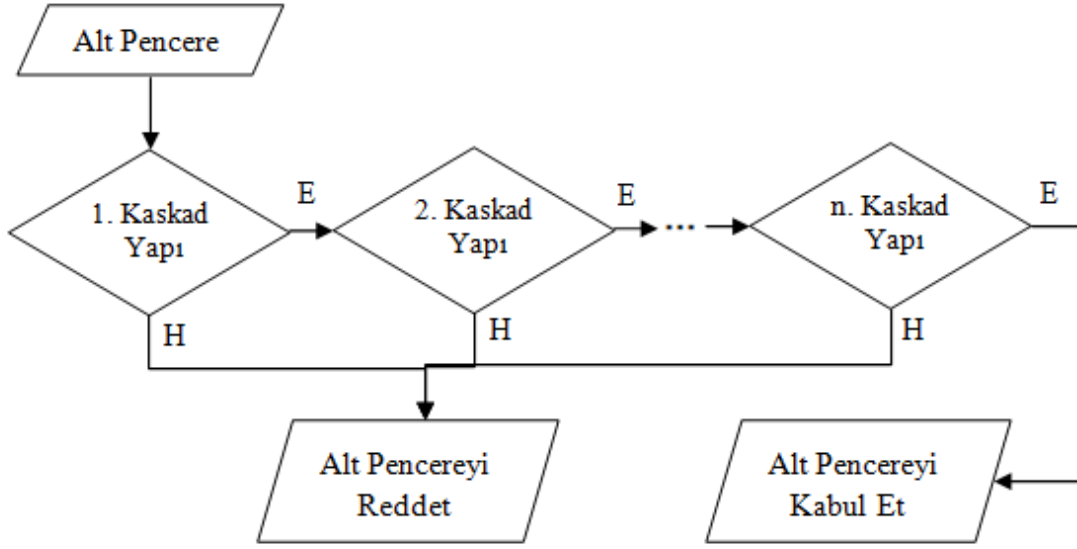 Alt Pencere
1. Kaskad
Yapı
E
2. Kaskad
Yapı
E
...
n. Kaskad
Yapı
E
H
H
H
Alt Pencereyi
Reddet
Alt Pencereyi
Kabul Et